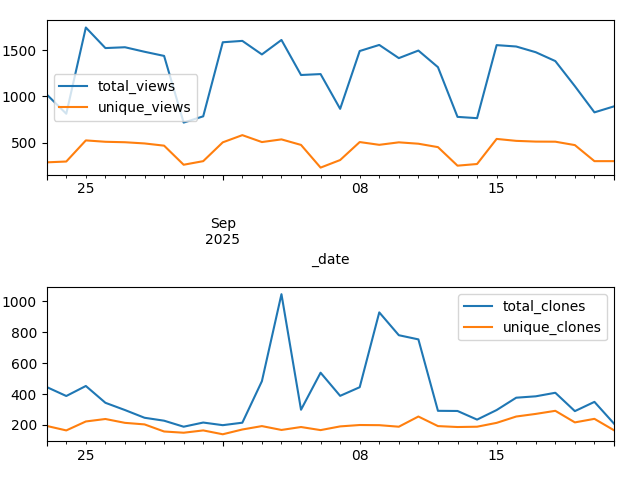 1500
1000
500
total_views
unique_views
25
08
15
Sep
2025
_date
1000
800
600
400
200
total_clones
unique_clones
25
08
15